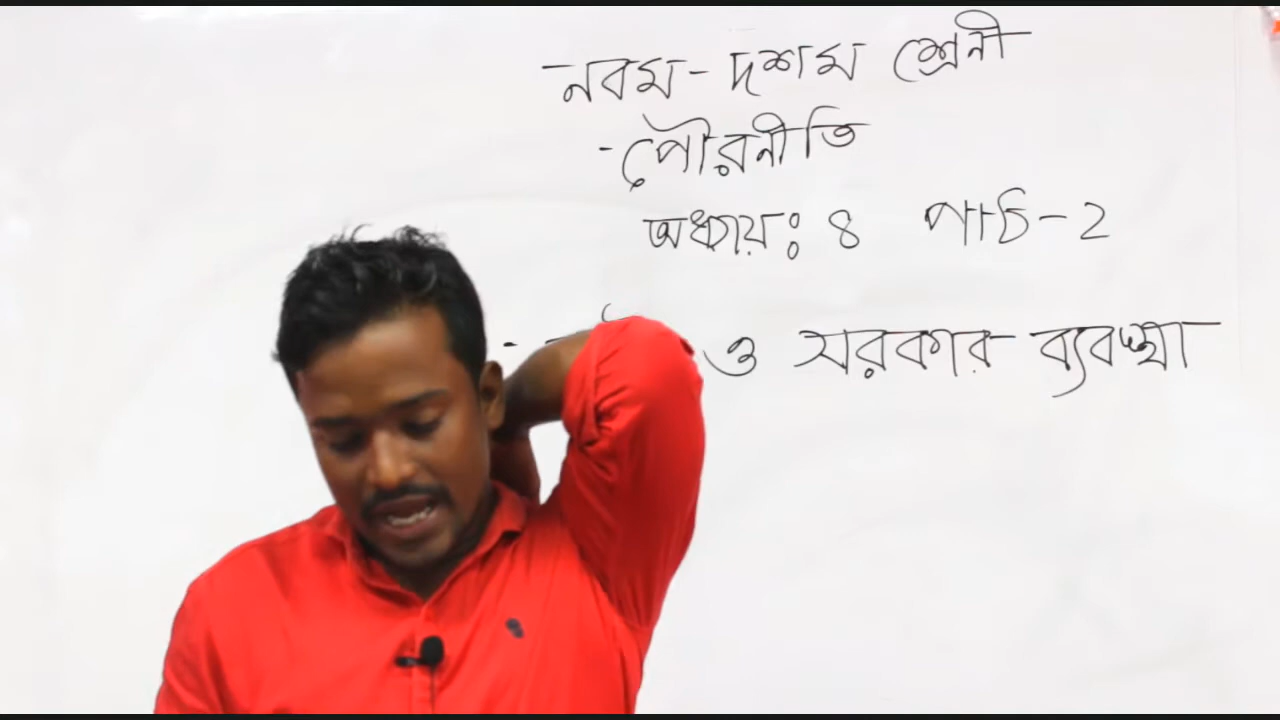 নবম- দশম শ্রেনী
পৌরনীতি
অধ্যায়ঃ ৪ পাঠ-2
ও সরকার ব্যবস্থা